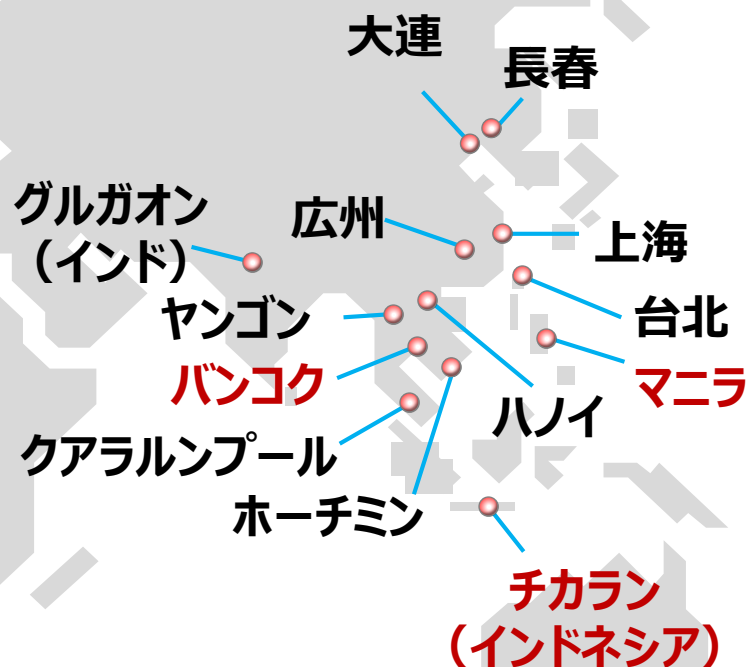 大連
長春
グルガオン
（インド）
広州
上海
ヤンゴン
台北
バンコク
マニラ
ハノイ
クアラルンプール
ホーチミン
チカラン
（インドネシア）